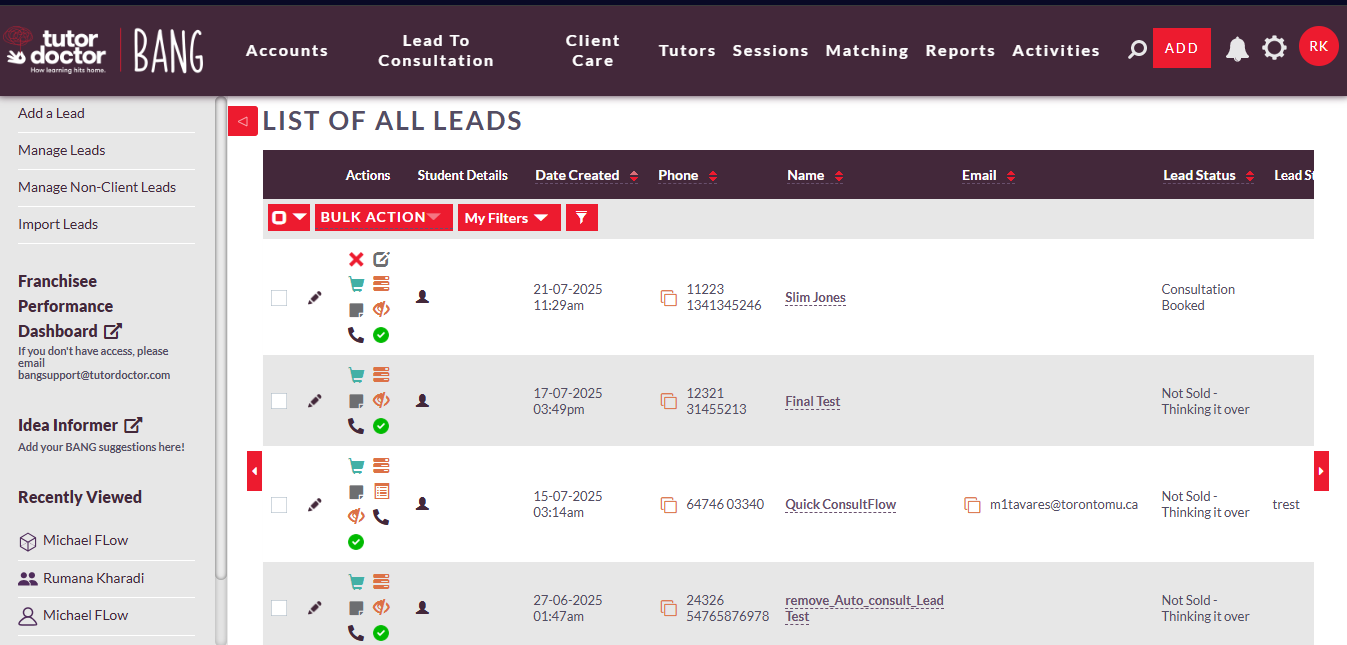 tutor doctor
How learning hits home.
BANG
Accounts
Lead To Consultation
Client Care
Tutors
Sessions
Matching
Reports
Activities
ADD
RK
Add a Lead
Manage Leads
Manage Non-Client Leads
Import Leads
Franchisee
Performance
Dashboard
If you don't have access, please
email
bangsupport@tutordoctor.com
Idea Informer
Add your BANG suggestions here!
Recently Viewed
Michael FLow
Rumana Kharadi
Michael FLow
LIST OF ALL LEADS
Actions Student Details Date Created Phone Name Email Lead Status Lead St
BULK ACTION My Filters
21-07-2025
11:29am
11223
1341345246
Slim Jones
Consultation
Booked
17-07-2025
03:49pm
12321
31455213
Final Test
Not Sold -
Thinking it over
15-07-2025
03:14am
64746 03340
Quick ConsultFlow
m1tavares@torontomu.ca
Not Sold -
Thinking it over
trest
27-06-2025
01:47am
24326
54765876978
remove_Auto_consult_Lead
Test
Not Sold -
Thinking it over